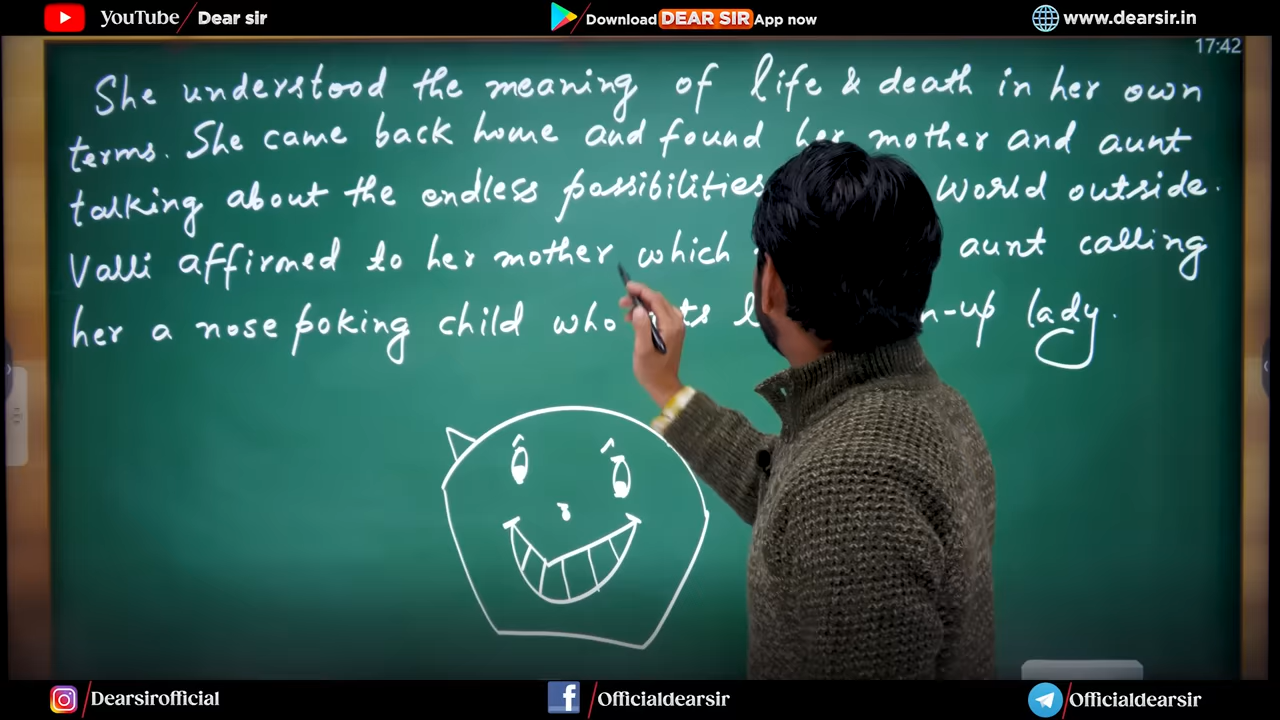 YouTube / Dear sir
Download DEAR SIR App now
www.dearsir.in
17:42
She understood the meaning of life & death in her own
terms. She came back home and found her mother and aunt
talking about the endless possibilities World outside.
Valli affirmed to her mother which aunt calling
her a nose poking child who lady.
Dearsirofficial
Officialdearsir
Officialdearsir